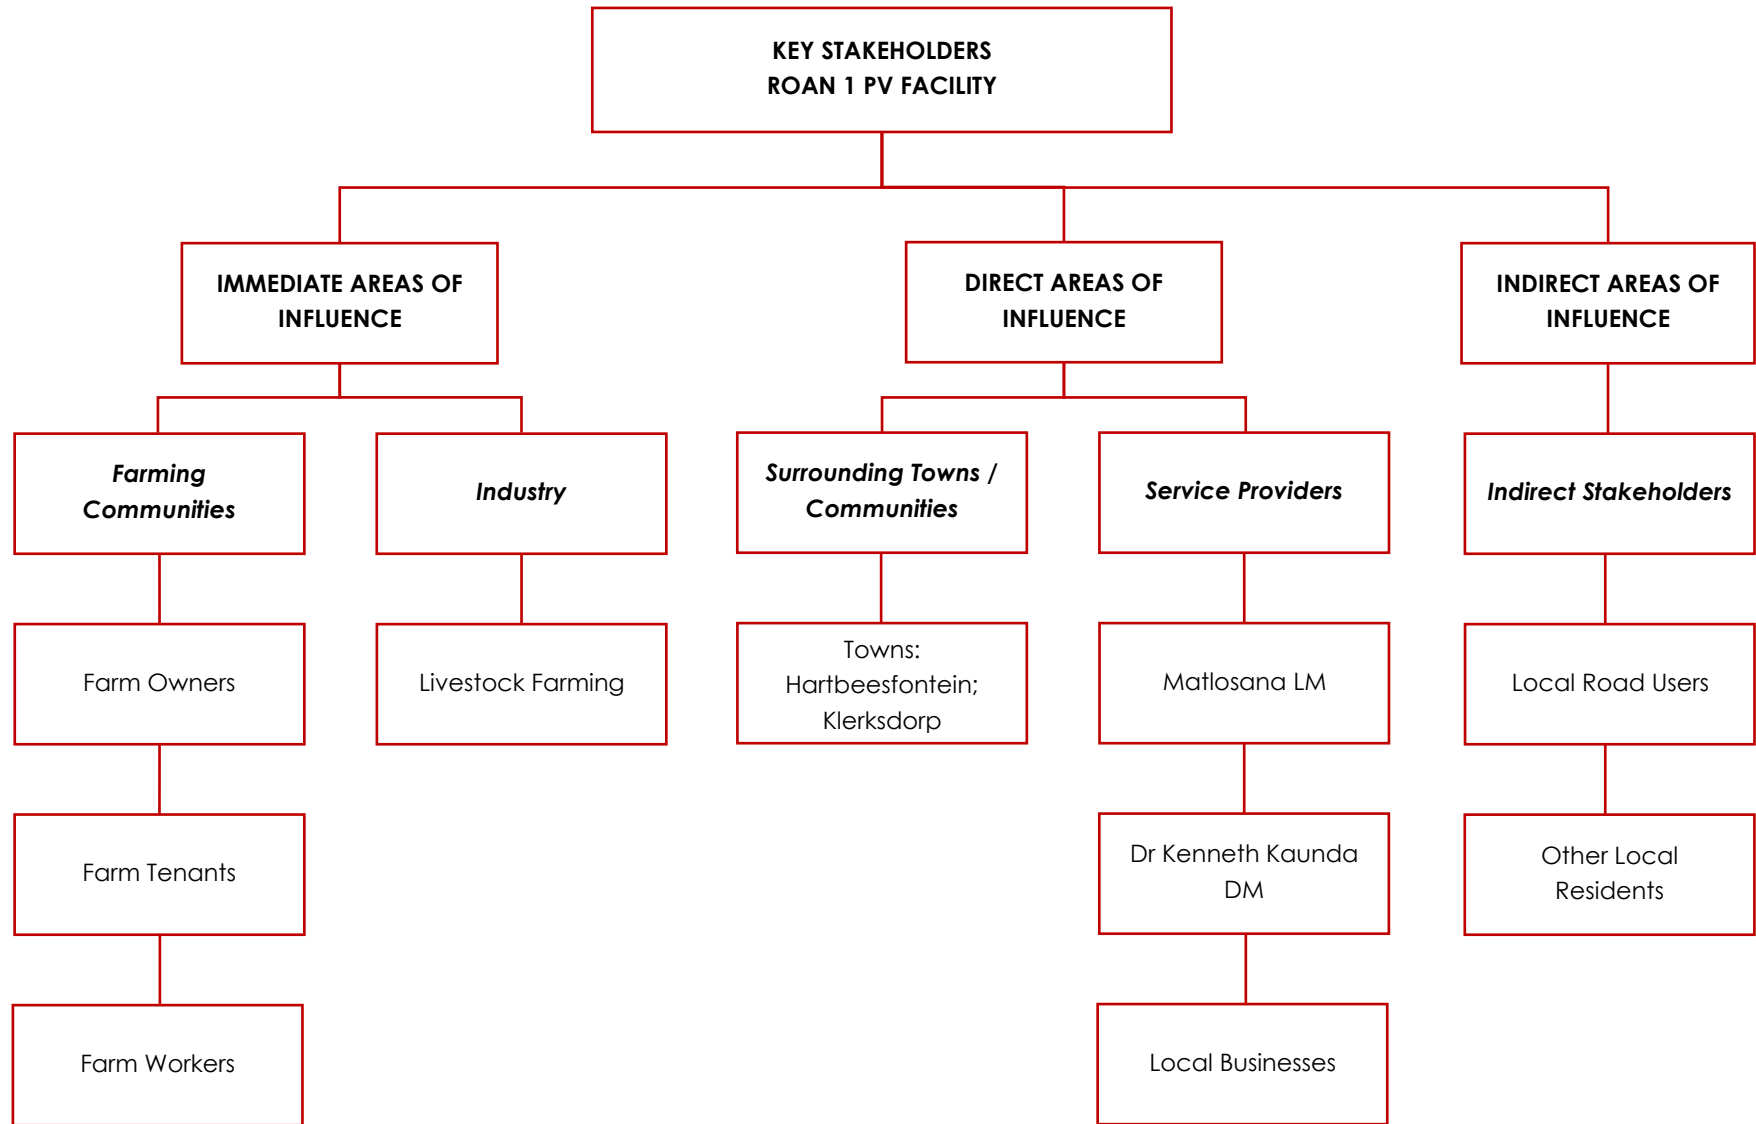 KEY STAKEHOLDERS
ROAN 1 PV FACILITY
IMMEDIATE AREAS OF
INFLUENCE
DIRECT AREAS OF
INFLUENCE
INDIRECT AREAS OF
INFLUENCE
Farming
Communities
Industry
Surrounding Towns /
Communities
Service Providers
Indirect Stakeholders
Farm Owners
Livestock Farming
Towns:
Hartbeesfontein;
Klerksdorp
Matlosana LM
Local Road Users
Farm Tenants
Dr Kenneth Kaunda
DM
Other Local
Residents
Farm Workers
Local Businesses